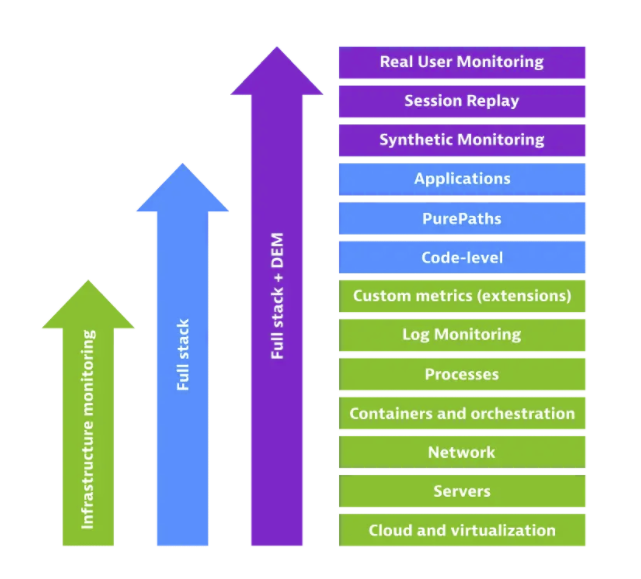 Real User Monitoring
Session Replay
Synthetic Monitoring
Applications
PurePaths
Code-level
Custom metrics (extensions)
Log Monitoring
Processes
Containers and orchestration
Network
Servers
Cloud and virtualization
Infrastructure monitoring
Full stack
Full stack + DEM